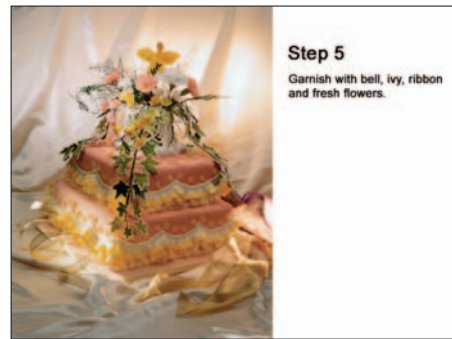 Step 5
Garnish with bell, ivy, ribbon
and fresh flowers.